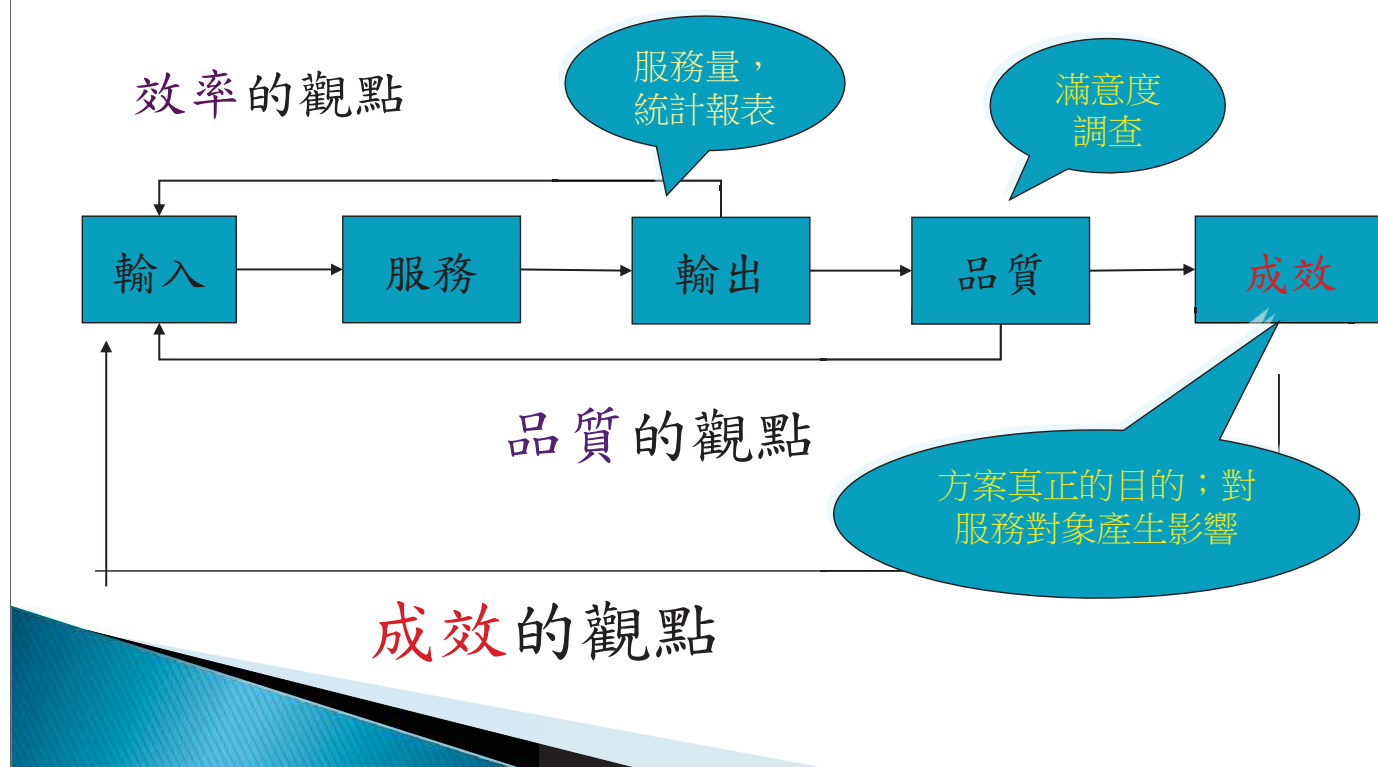 效率的觀點
服務量，
統計報表
滿意度
調查
輸入
服務
輸出
品質
成效
品質的觀點
方案真正的目的；對
服務對象產生影響
成效的觀點